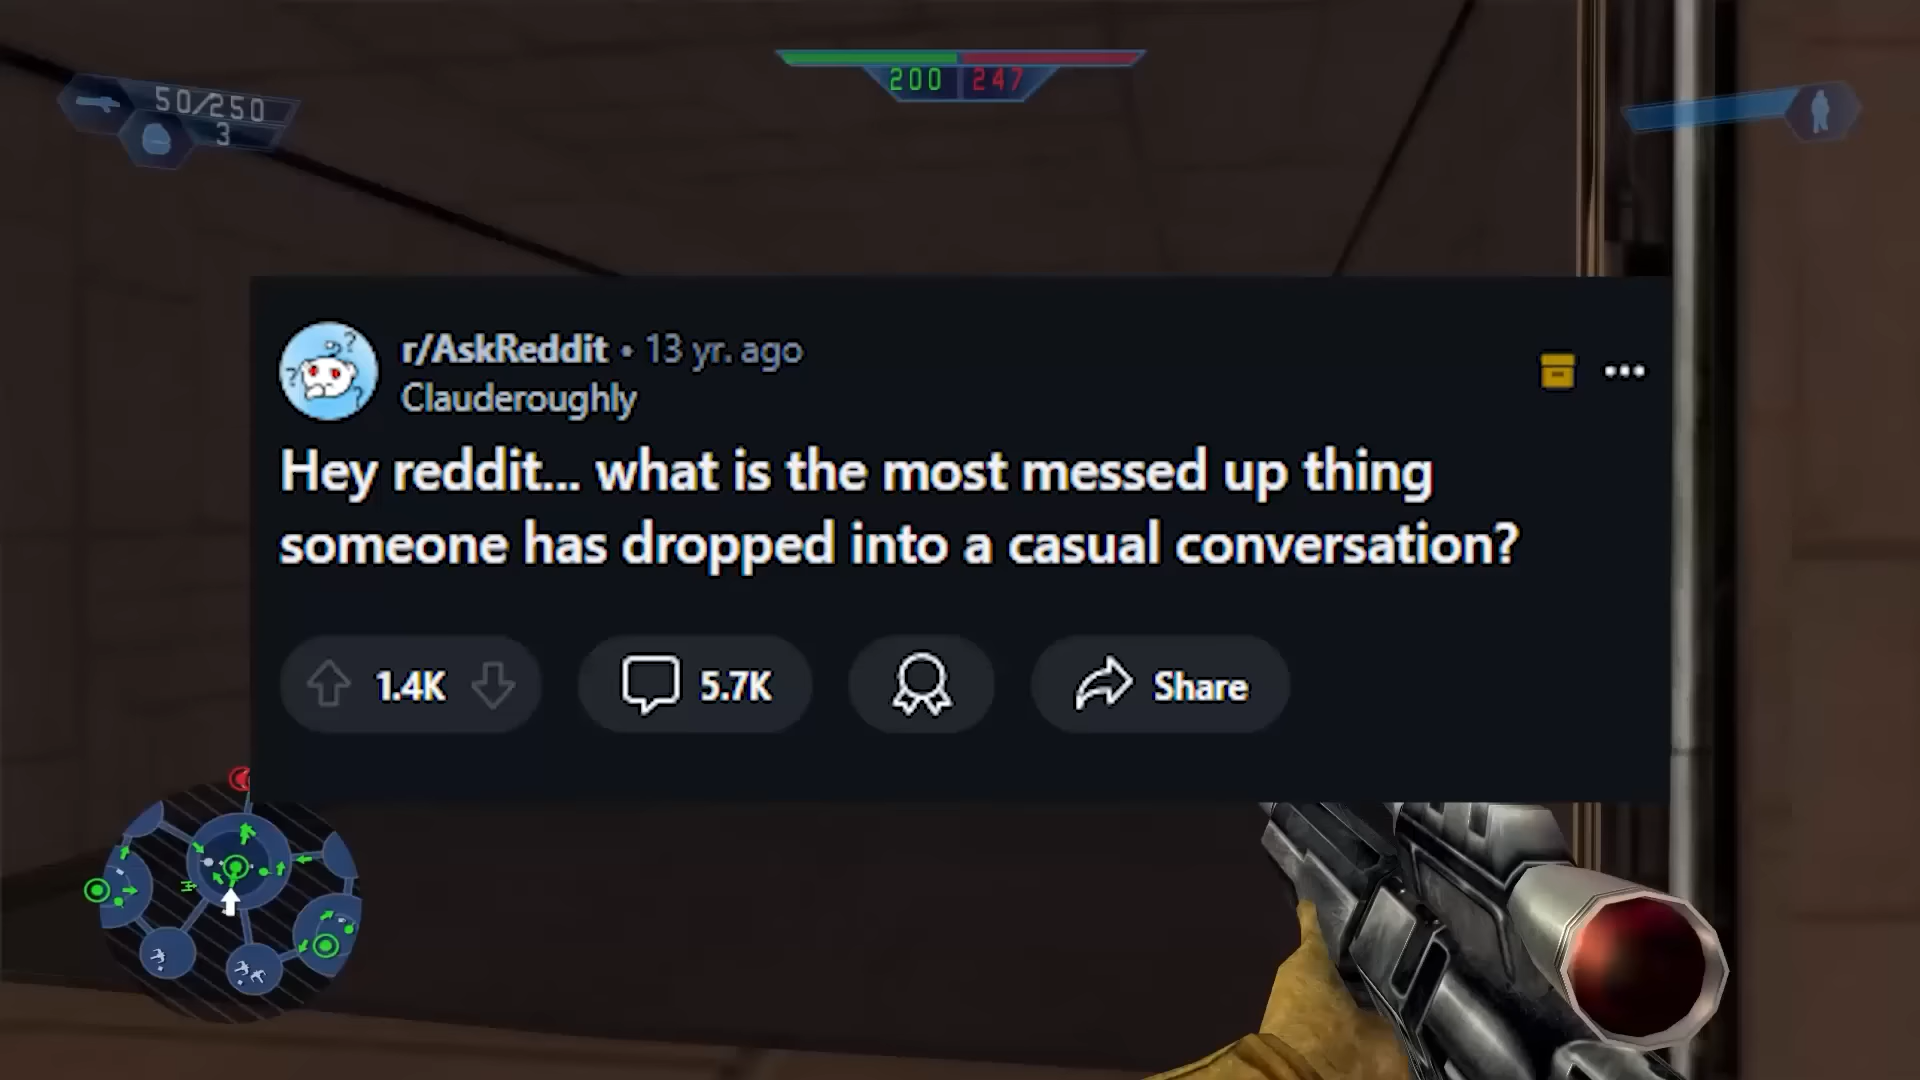 50/250
3
200 247
r/AskReddit • 13 yr. ago
Clauderoughly
Hey reddit... what is the most messed up thing
someone has dropped into a casual conversation?
1.4K 5.7K Share